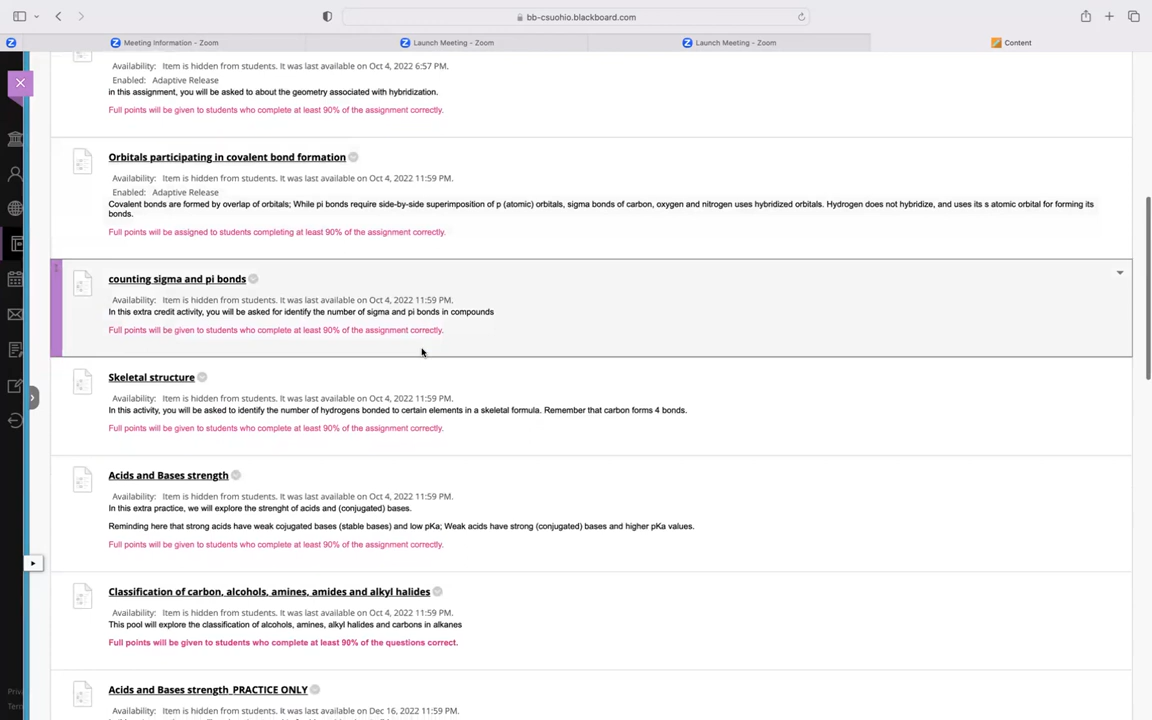 bb-csuohio.blackboard.com
Meeting Information - Zoom
Launch Meeting - Zoom
Launch Meeting - Zoom
Content
Availability: Item is hidden from students. It was last available on Oct 4, 2022 6:57 PM.
Enabled: Adaptive Release
in this assignment, you will be asked to about the geometry associated with hybridization.
Full points will be given to students who complete at least 90% of the assignment correctly.
Orbitals participating in covalent bond formation
Availability: Item is hidden from students. It was last available on Oct 4, 2022 11:59 PM.
Enabled: Adaptive Release
Covalent bonds are formed by overlap of orbitals; While pi bonds require side-by-side superimposition of p (atomic) orbitals, sigma bonds of carbon, oxygen and nitrogen uses hybridized orbitals. Hydrogen does not hybridize, and uses its s atomic orbital for forming its
bonds.
Full points will be assigned to students completing at least 90% of the assignment correctly.
counting sigma and pi bonds
Availability: Item is hidden from students. It was last available on Oct 4, 2022 11:59 PM.
In this extra credit activity, you will be asked for identify the number of sigma and pi bonds in compounds
Full points will be given to students who complete at least 90% of the assignment correctly.
Skeletal structure
Availability: Item is hidden from students. It was last available on Oct 4, 2022 11:59 PM.
In this activity, you will be asked to identify the number of hydrogens bonded to certain elements in a skeletal formula. Remember that carbon forms 4 bonds.
Full points will be given to students who complete at least 90% of the assignment correctly.
Acids and Bases strength
Availability: Item is hidden from students. It was last available on Oct 4, 2022 11:59 PM.
In this extra practice, we will explore the strenght of acids and (conjugated) bases.
Reminding here that strong acids have weak cojugated bases (stable bases) and low pKa; Weak acids have strong (conjugated) bases and higher pKa values.
Full points will be given to students who complete at least 90% of the assignment correctly.
Classification of carbon, alcohols, amines, amides and alkyl halides
Availability: Item is hidden from students. It was last available on Oct 4, 2022 11:59 PM.
This pool will explore the classification of alcohols, amines, alkyl halides and carbons in alkanes
Full points will be given to students who complete at least 90% of the questions correct.
Acids and Bases strength_PRACTICE ONLY
Priva
Availability: Item is hidden from students. It was last available on Dec 16, 2022 11:59 PM.
Term